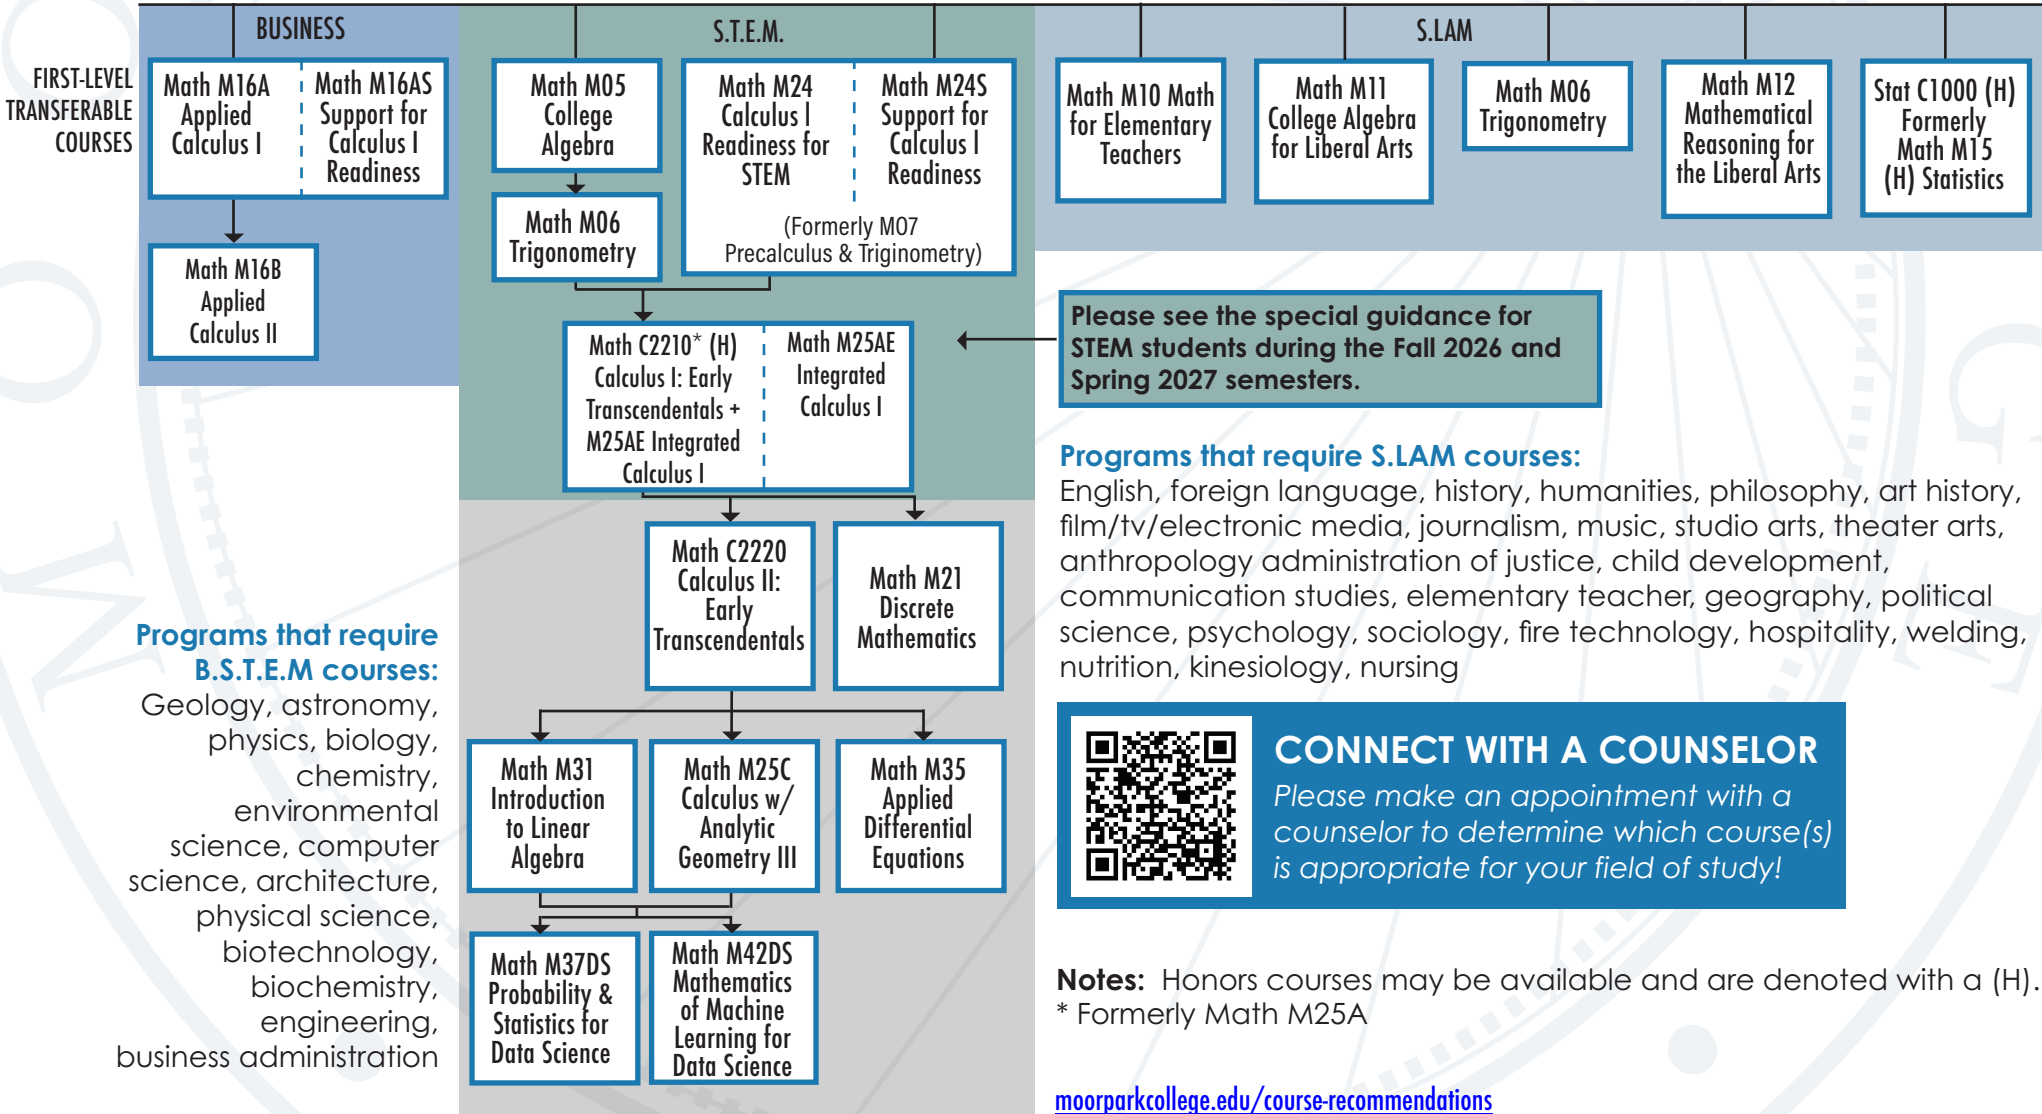 BUSINESS
S.T.E.M.
S.LAM
FIRST-LEVEL
TRANSFERABLE
COURSES
Math M16A
Applied
Calculus I
Math M16AS
Support for
Calculus I
Readiness
Math M16B
Applied
Calculus II
Math M05
College
Algebra
Math M06
Trigonometry
Math M24
Calculus I
Readiness for
STEM
Math M24S
Support for
Calculus I
Readiness
(Formerly M07
Precalculus & Triginometry)
Math C2210* (H)
Calculus I: Early
Transcendentals +
M25AE Integrated
Calculus I
Math M25AE
Integrated
Calculus I
Math C2220
Calculus II:
Early
Transcendentals
Math M21
Discrete
Mathematics
Math M31
Introduction
to Linear
Algebra
Math M25C
Calculus w/
Analytic
Geometry III
Math M35
Applied
Differential
Equations
Math M37DS
Probability &
Statistics for
Data Science
Math M42DS
Mathematics
of Machine
Learning for
Data Science
Math M10 Math
for Elementary
Teachers
Math M11
College Algebra
for Liberal Arts
Math M06
Trigonometry
Math M12
Mathematical
Reasoning for
the Liberal Arts
Stat C1000 (H)
Formerly
Math M15
(H) Statistics
Please see the special guidance for
STEM students during the Fall 2026 and
Spring 2027 semesters.
Programs that require S.LAM courses:
English, foreign language, history, humanities, philosophy, art history,
film/tv/electronic media, journalism, music, studio arts, theater arts,
anthropology administration of justice, child development,
communication studies, elementary teacher, geography, political
science, psychology, sociology, fire technology, hospitality, welding,
nutrition, kinesiology, nursing
Programs that require
B.S.T.E.M courses:
Geology, astronomy,
physics, biology,
chemistry,
environmental
science, computer
science, architecture,
physical science,
biotechnology,
biochemistry,
engineering,
business administration
CONNECT WITH A COUNSELOR
Please make an appointment with a
counselor to determine which course(s)
is appropriate for your field of study!
Notes: Honors courses may be available and are denoted with a (H).
* Formerly Math M25A
moorparkcollege.edu/course-recommendations